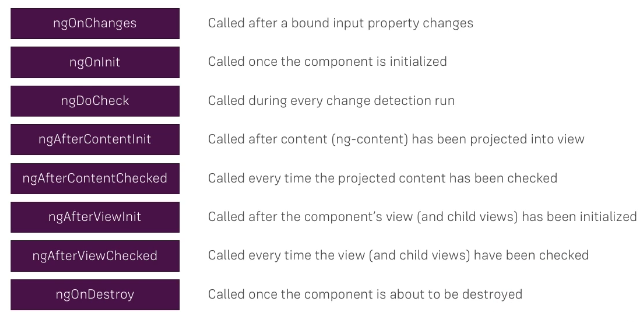 ngOnChanges Called after a bound input property changes
ngOnInit Called once the component is initialized
ngDoCheck Called during every change detection run
ngAfterContentInit Called after content (ng-content) has been projected into view
ngAfterContentChecked Called every time the projected content has been checked
ngAfterViewInit Called after the component's view (and child views) has been initialized
ngAfterViewChecked Called every time the view (and child views) have been checked
ngOnDestroy Called once the component is about to be destroyed